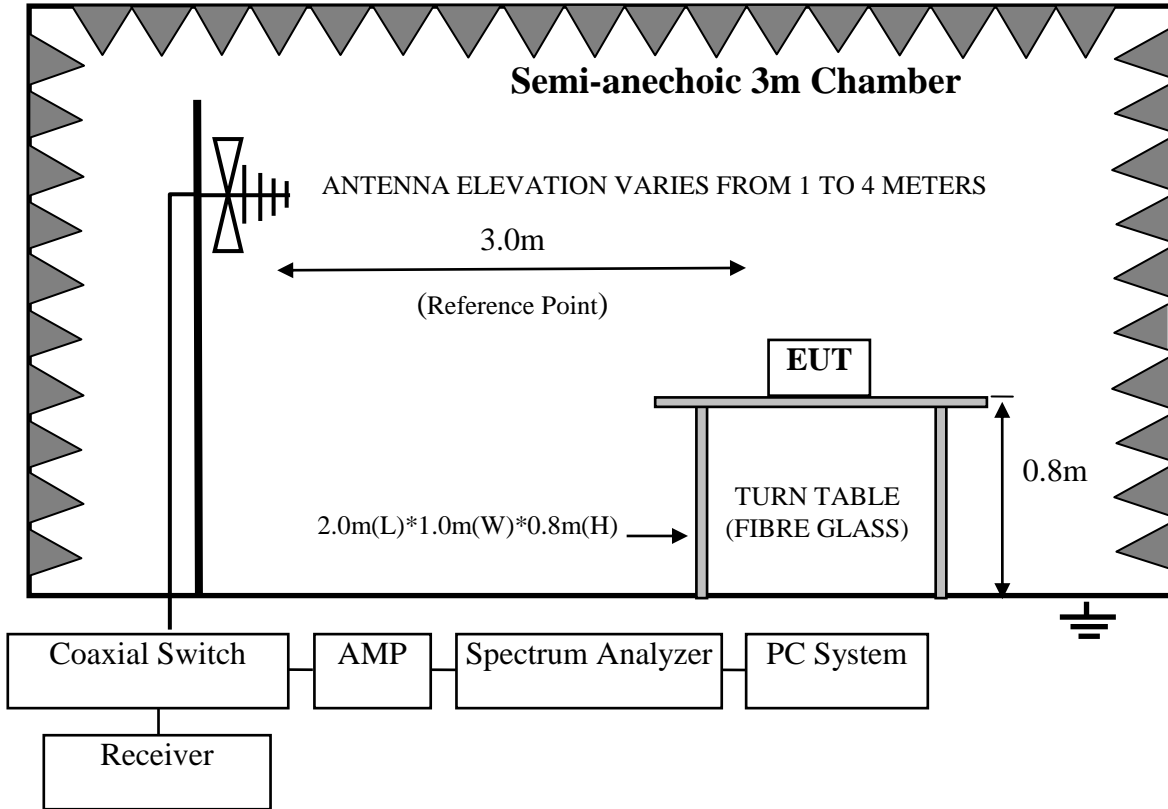 Semi-anechoic 3m Chamber
ANTENNA ELEVATION VARIES FROM 1 TO 4 METERS
3.0m
(Reference Point)
EUT
0.8m
TURN TABLE
(FIBRE GLASS)
2.0m(L)*1.0m(W)*0.8m(H)
Coaxial Switch
AMP
Spectrum Analyzer
PC System
Receiver